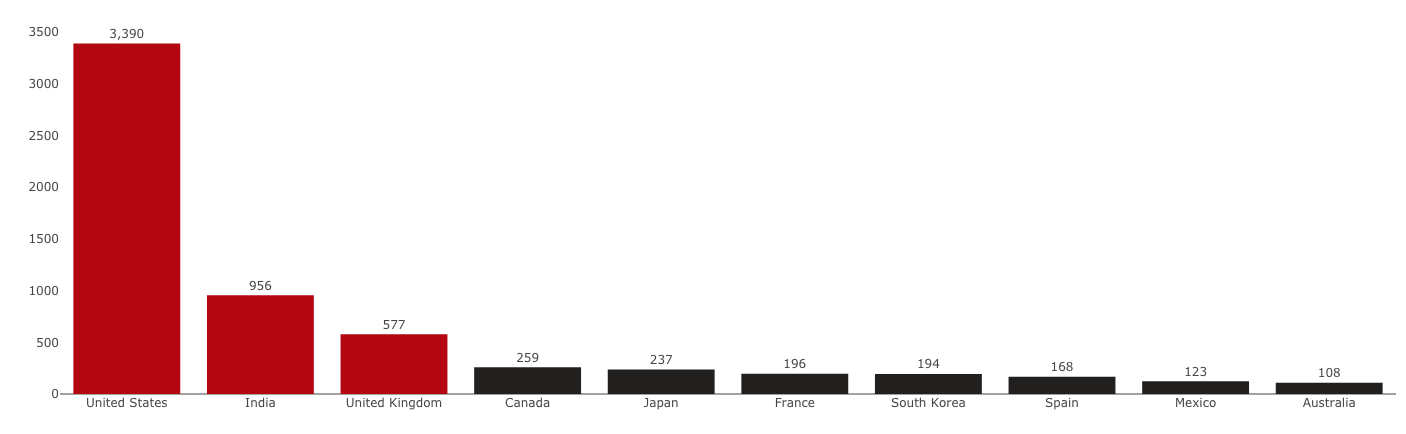 3500
3,390
3000
2500
2000
1500
1000
956
577
500
259
237
196
194
168
123
108
0
United States
India
United Kingdom
Canada
Japan
France
South Korea
Spain
Mexico
Australia